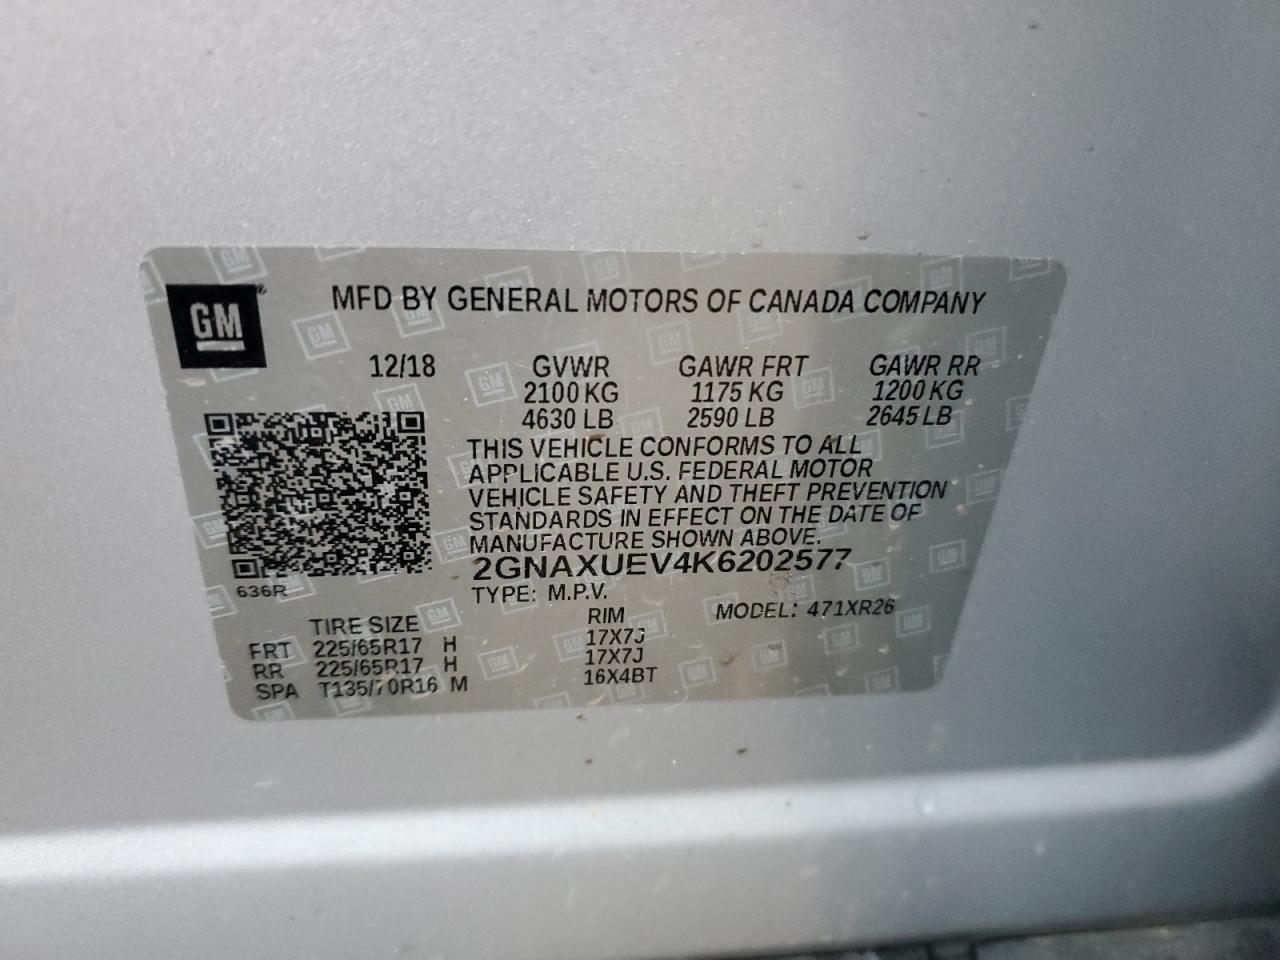 GM MFD BY GENERAL MOTORS OF CANADA COMPANY
12/18 GVWR GAWR FRT GAWR RR
2100 KG 1175 KG 1200 KG
4630 LB 2590 LB 2645 LB
THIS VEHICLE CONFORMS TO ALL
APPLICABLE U.S. FEDERAL MOTOR
VEHICLE SAFETY AND THEFT PREVENTION
STANDARDS IN EFFECT ON THE DATE OF
MANUFACTURE SHOWN ABOVE.
2GNAXUEV4K6202577
636R
TYPE: M.P.V. MODEL: 471XR26
TIRE SIZE RIM
FRT 225/65R17 H 17X7J
RR 225/65R17 H 17X7J
SPA T135/70R16 M 16X4BT